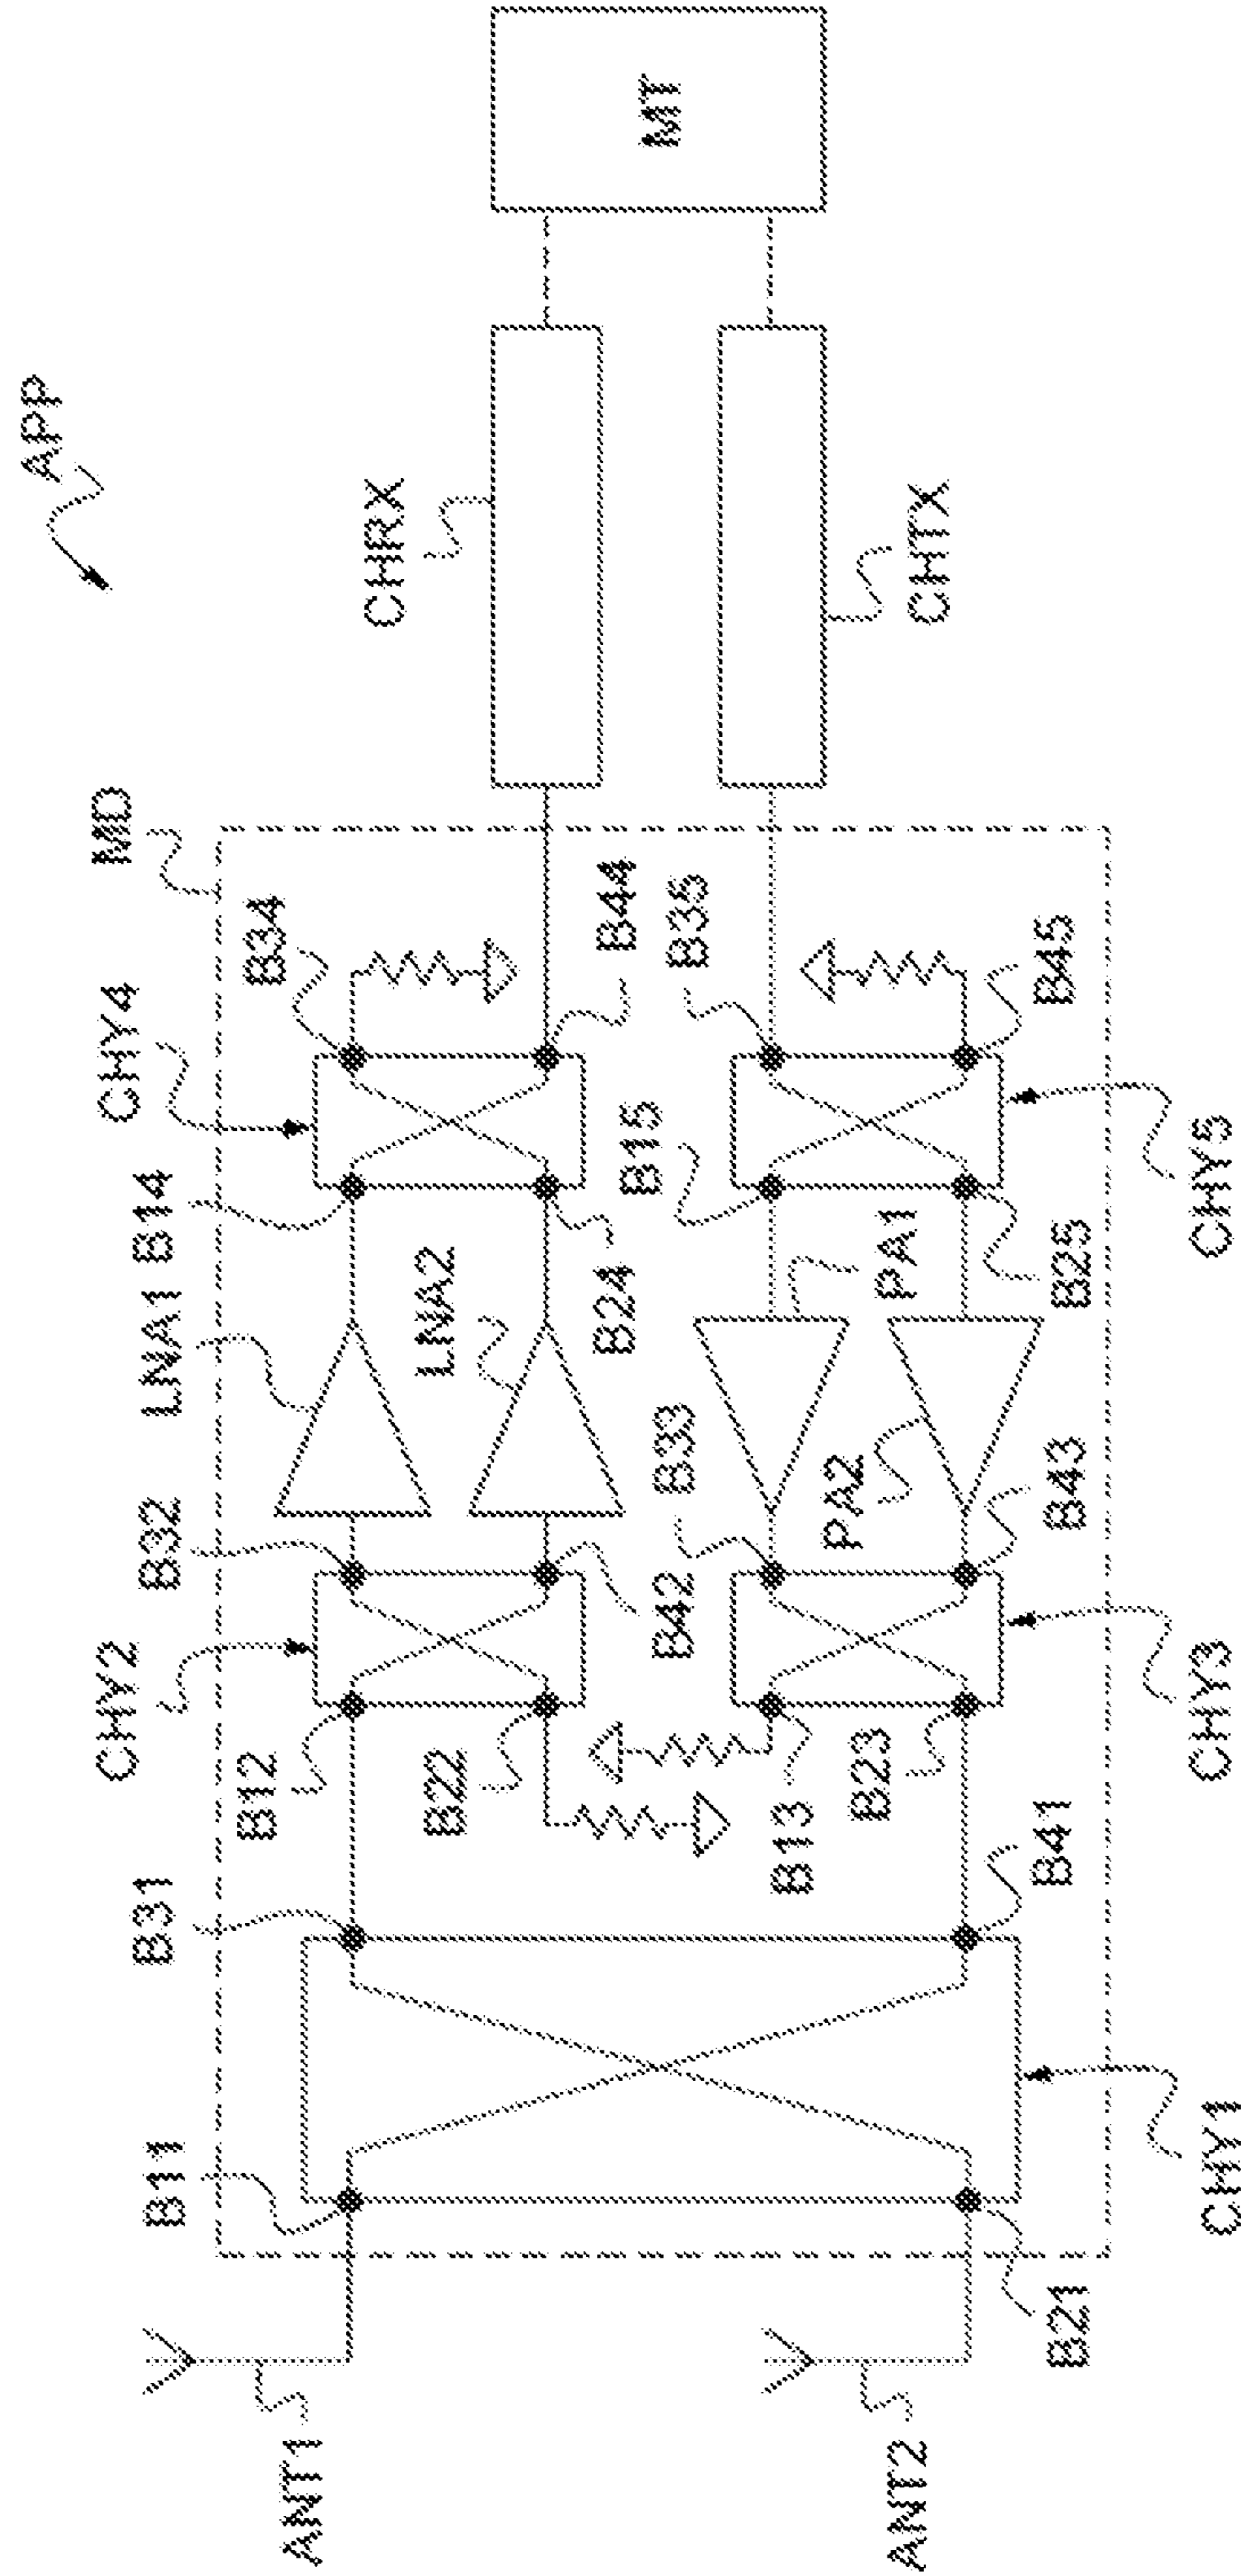 APP
MD
CHRX
MT
CHTX
CHY4
B34
B44
B35
B45
CHY5
LNA1 B14
LNA2
B24
B15
PA1
B25
CHY2
B32
B42
B33
PA2
B43
CHY3
B12
B22
B13
B23
B31
B41
B11
B21
CHY1
ANT1
ANT2